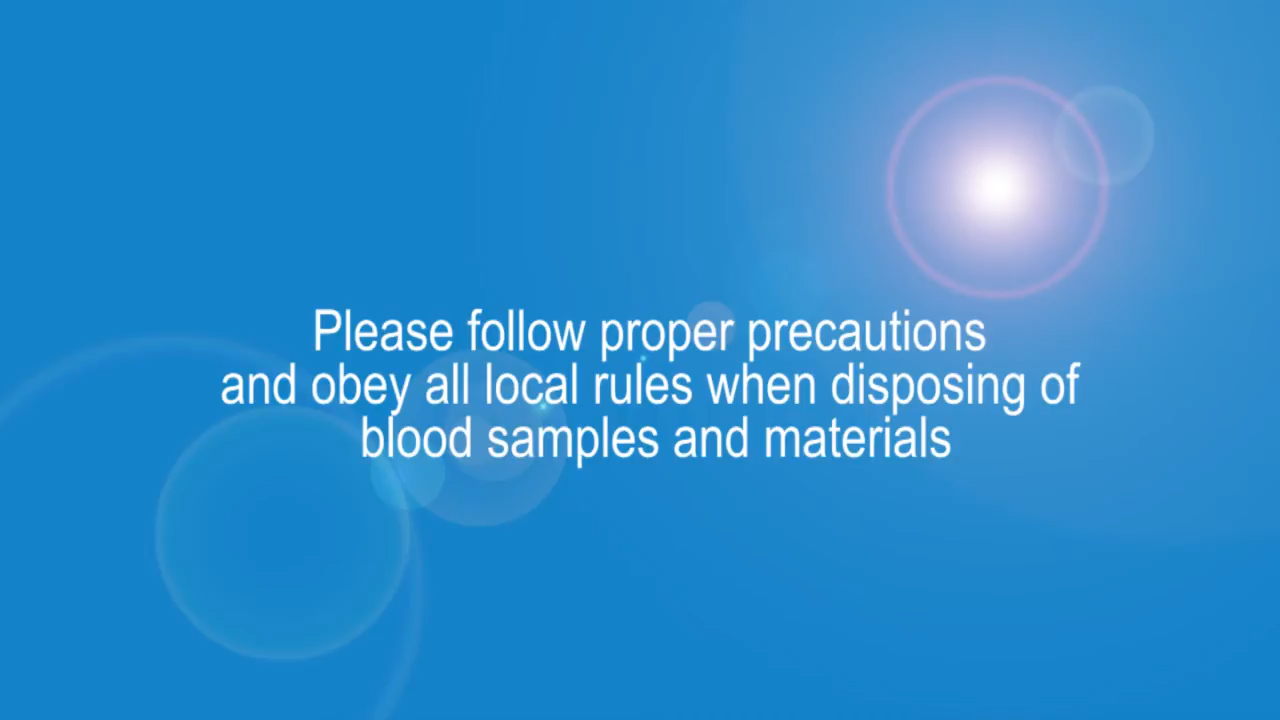 Please follow proper precautions
and obey all local rules when disposing of
blood samples and materials